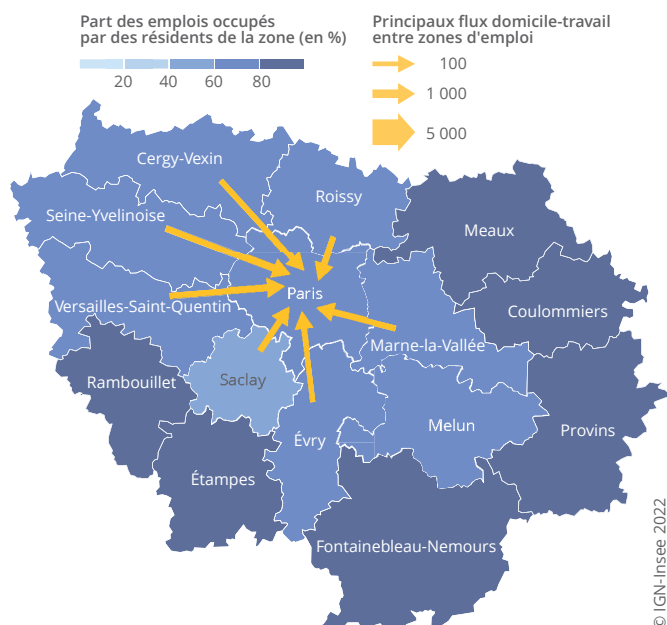 Part des emplois occupés
par des résidents de la zone (en %)
20 40 60 80
Principaux flux domicile-travail
entre zones d'emploi
100
1 000
5 000
Cergy-Vexin
Roissy
Seine-Yvelinoise
Meaux
Paris
Versailles-Saint-Quentin
Coulommiers
Marne-la-Vallée
Rambouillet
Saclay
Melun
Provins
Évry
Étampes
Fontainebleau-Nemours
© IGN-Insee 2022